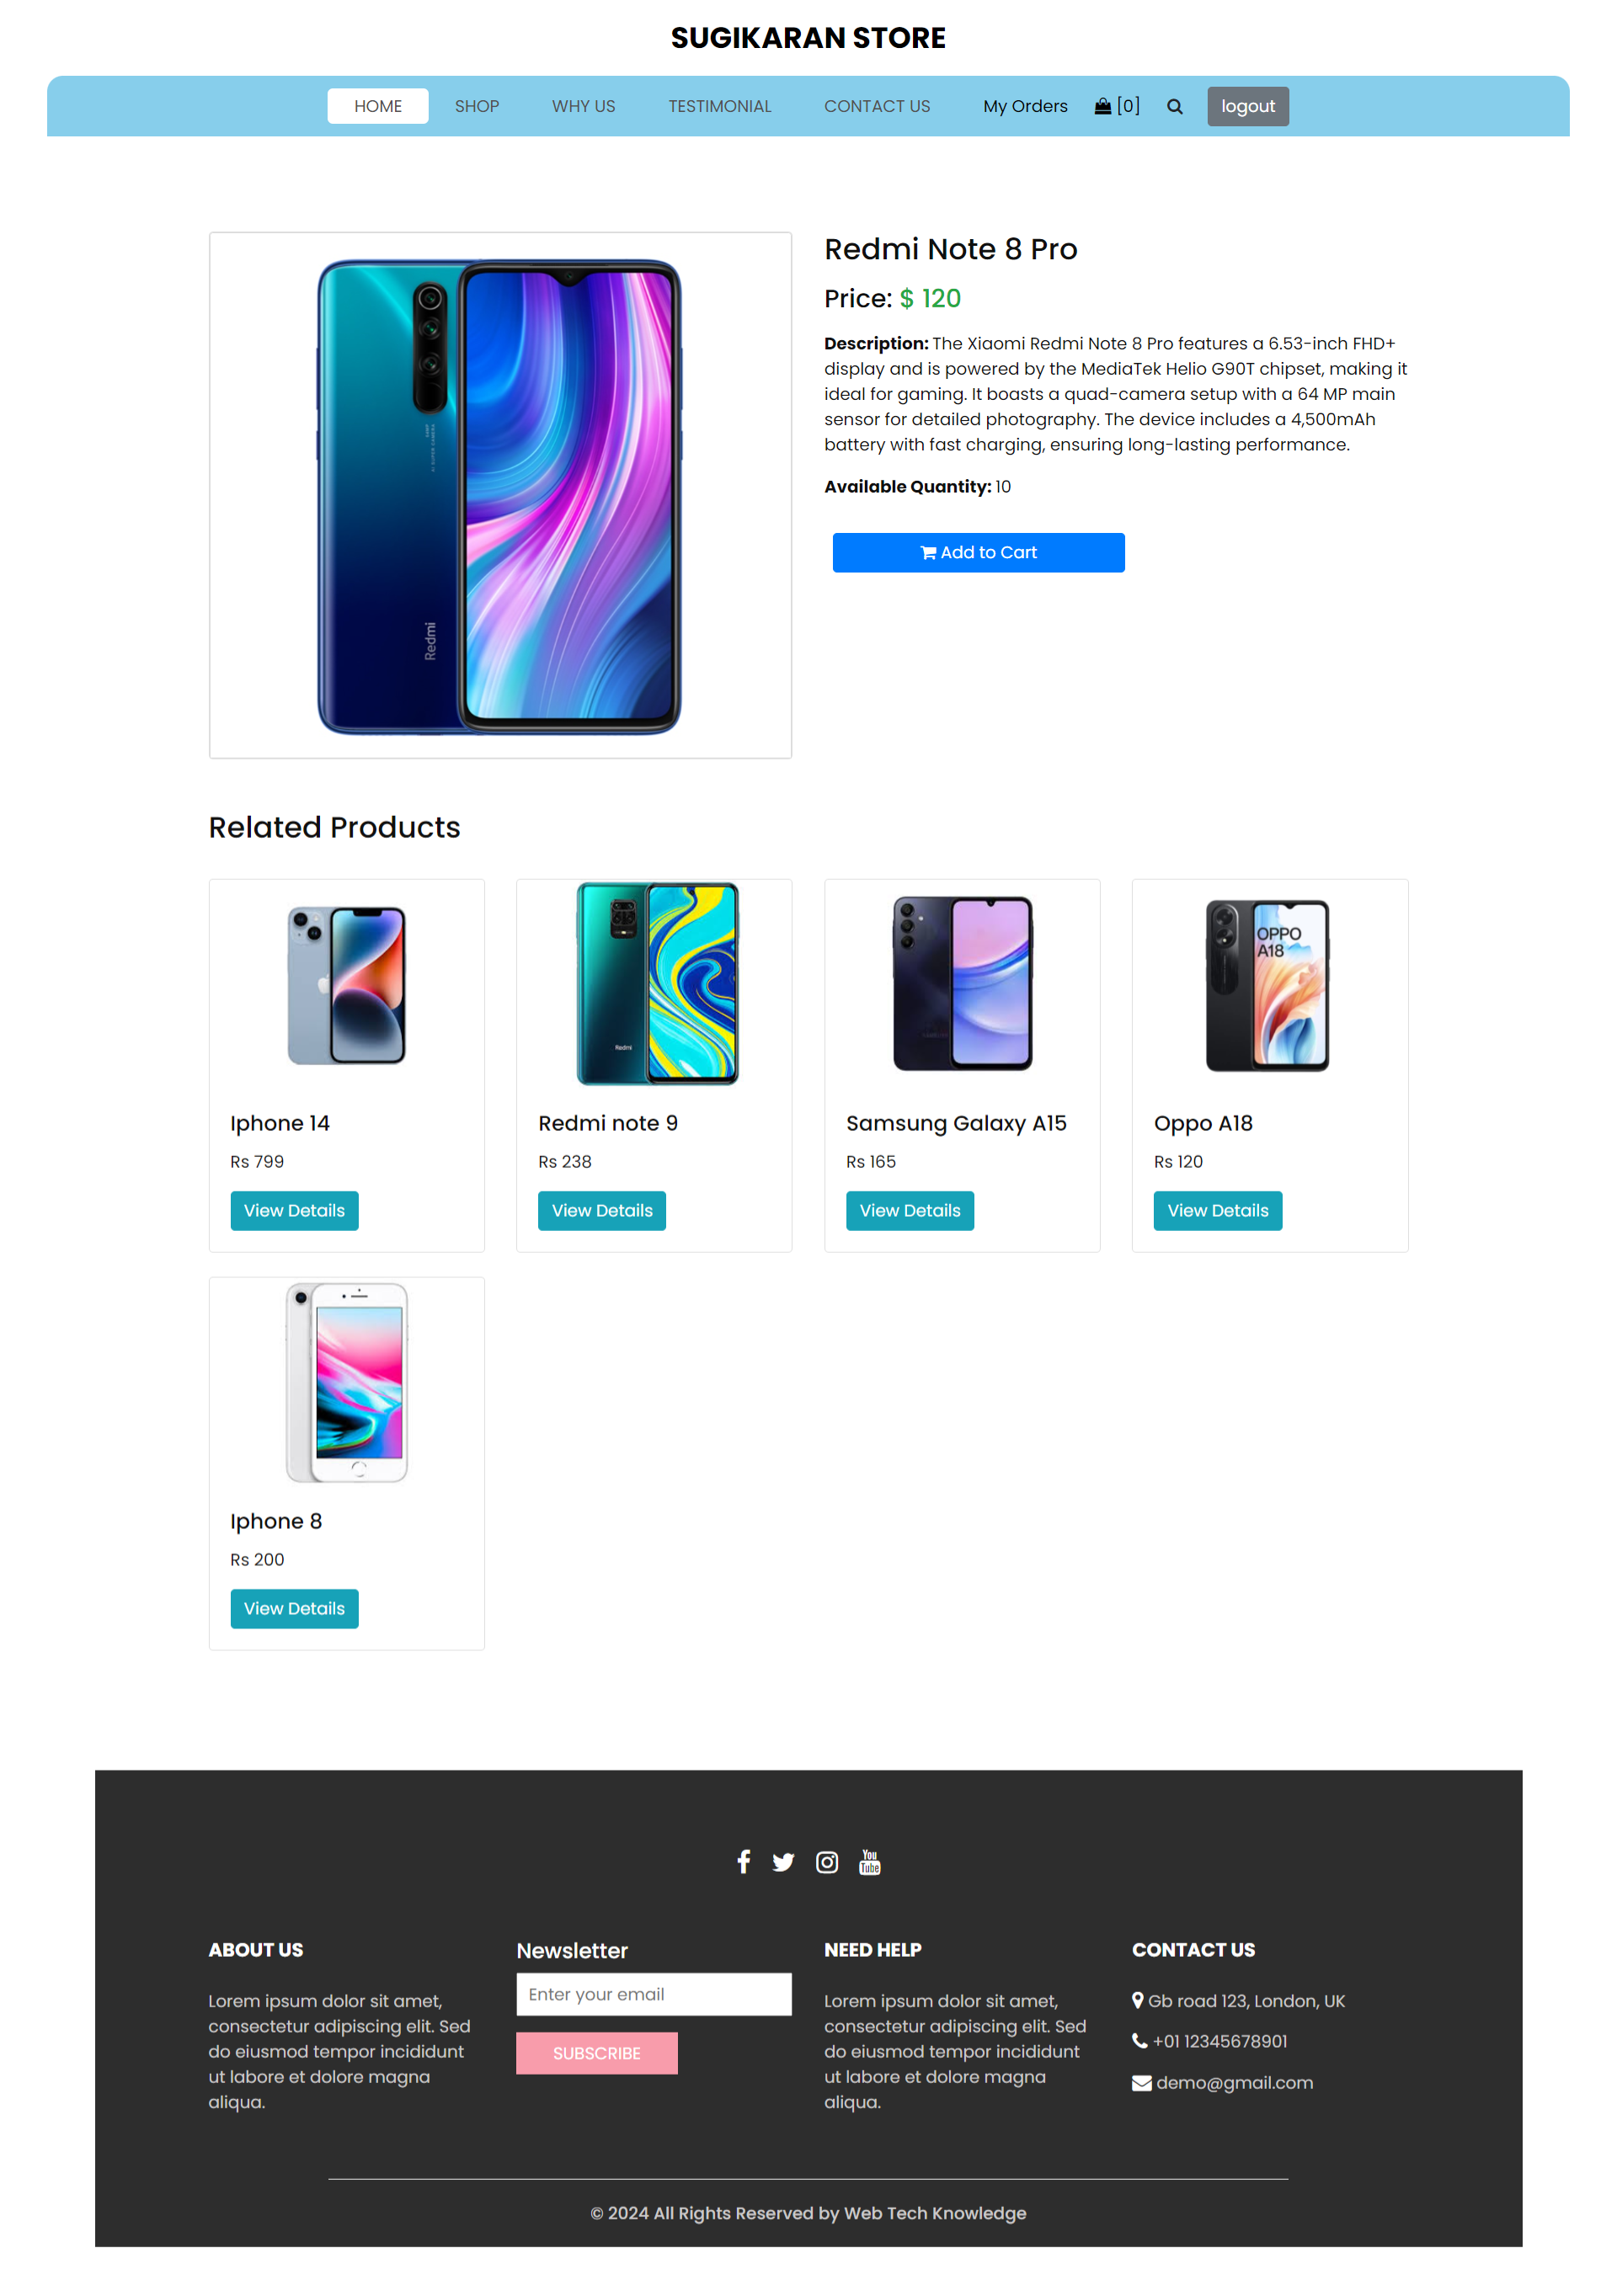 SUGIKARAN STORE
HOME SHOP WHY US TESTIMONIAL CONTACT US My Orders [0] logout
Redmi Note 8 Pro
Price: $ 120
Description: The Xiaomi Redmi Note 8 Pro features a 6.53-inch FHD+
display and is powered by the MediaTek Helio G90T chipset, making it
ideal for gaming. It boasts a quad-camera setup with a 64 MP main
sensor for detailed photography. The device includes a 4,500mAh
battery with fast charging, ensuring long-lasting performance.
Available Quantity: 10
Add to Cart
Redmi
Related Products
Redmi
OPPO
A18
Iphone 14
Rs 799
View Details
Redmi note 9
Rs 238
View Details
Samsung Galaxy A15
Rs 165
View Details
Oppo A18
Rs 120
View Details
Iphone 8
Rs 200
View Details
You
Tube
ABOUT US
Lorem ipsum dolor sit amet,
consectetur adipiscing elit. Sed
do eiusmod tempor incididunt
ut labore et dolore magna
aliqua.
Newsletter
Enter your email
SUBSCRIBE
NEED HELP
Lorem ipsum dolor sit amet,
consectetur adipiscing elit. Sed
do eiusmod tempor incididunt
ut labore et dolore magna
aliqua.
CONTACT US
Gb road 123, London, UK
+01 12345678901
demo@gmail.com
© 2024 All Rights Reserved by Web Tech Knowledge